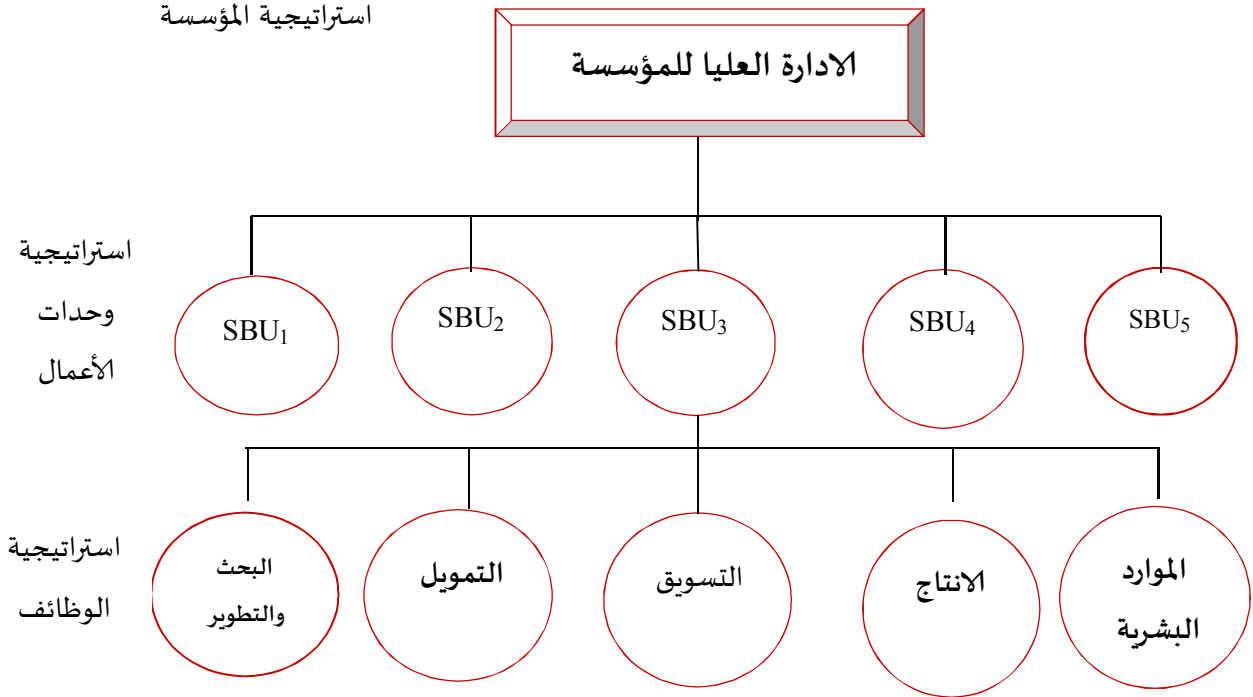 استراتيجية المؤسسة
الادارة العليا للمؤسسة
استراتيجية
وحدات
الأعمال
SBU1
SBU2
SBU3
SBU4
SBU5
استراتيجية
الوظائف
البحث
والتطوير
التمويل
التسويق
الانتاج
الموارد
البشرية